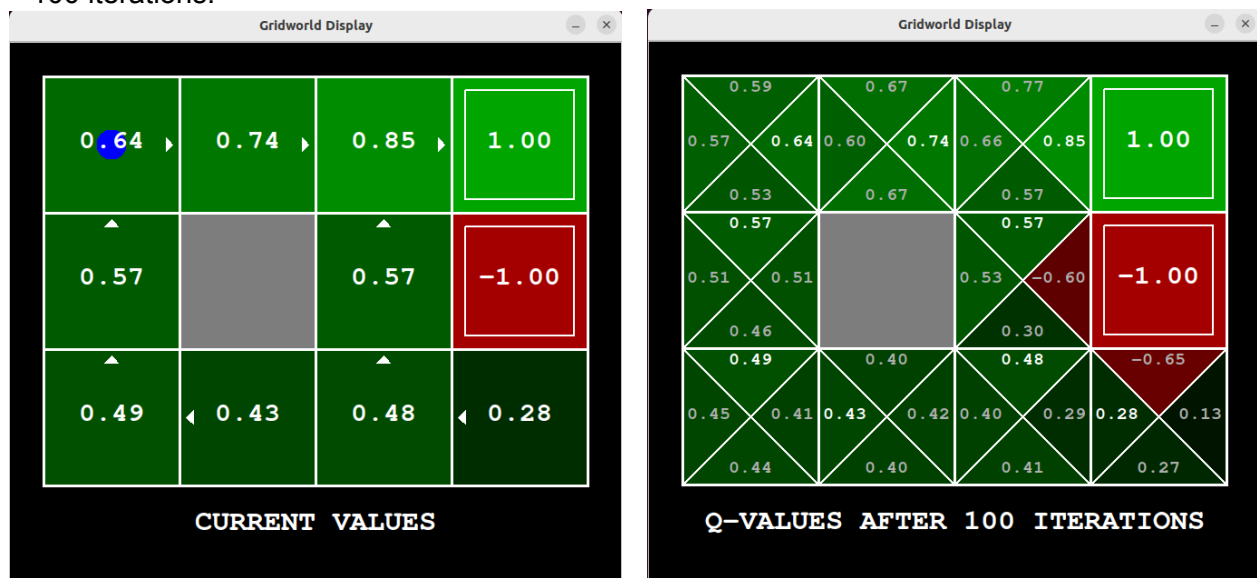 100 iterations.
Gridworld Display
0.64 0.74 0.85 1.00
0.57 0.57 −1.00
0.49 0.43 0.48 0.28
CURRENT VALUES
Gridworld Display
0.59 0.67 0.77
0.57 0.64 0.60 0.74 0.66 0.85 1.00
0.53 0.67 0.57
0.57 0.57
0.51 0.51 0.53 −0.60 −1.00
0.46 0.30
0.49 0.40 0.48 −0.65
0.45 0.41 0.43 0.42 0.40 0.29 0.28 0.13
0.44 0.40 0.41 0.27
Q−VALUES AFTER 100 ITERATIONS